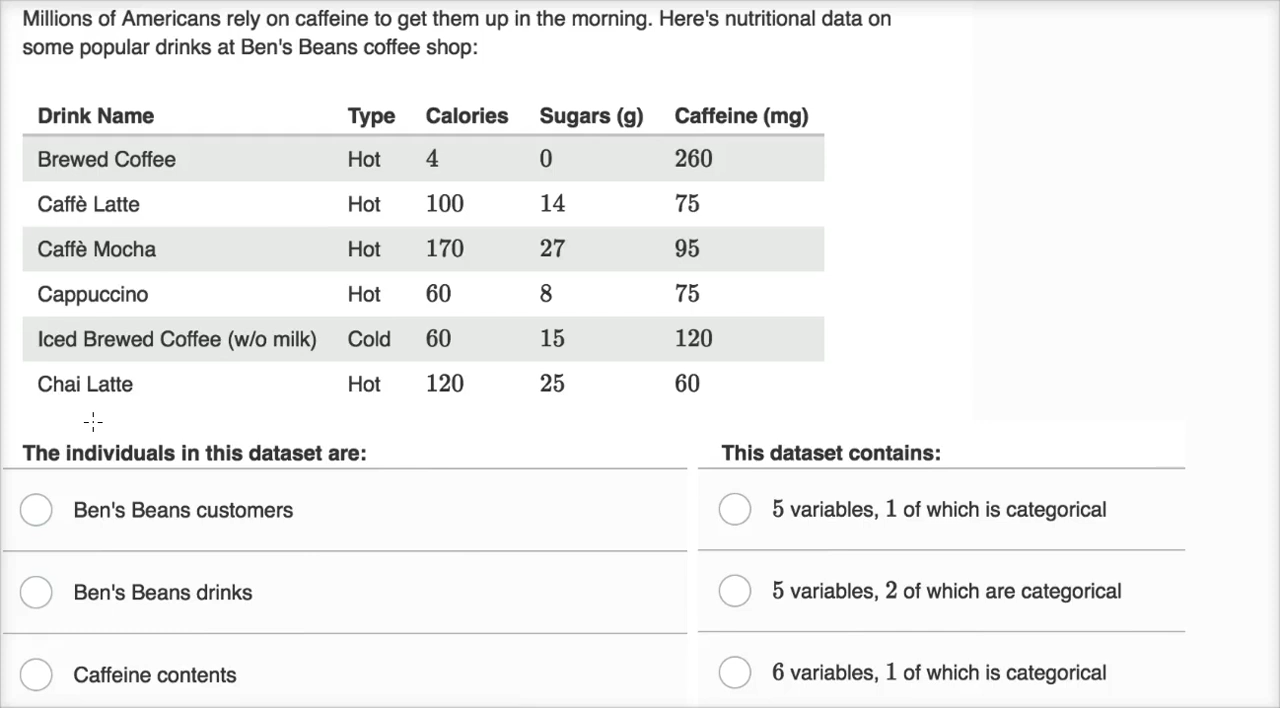 Millions of Americans rely on caffeine to get them up in the morning. Here's nutritional data on
some popular drinks at Ben's Beans coffee shop:
Drink Name Type Calories Sugars (g) Caffeine (mg)
Brewed Coffee Hot 4 0 260
Caffè Latte Hot 100 14 75
Caffè Mocha Hot 170 27 95
Cappuccino Hot 60 8 75
Iced Brewed Coffee (w/o milk) Cold 60 15 120
Chai Latte Hot 120 25 60
The individuals in this dataset are:
Ben's Beans customers
Ben's Beans drinks
Caffeine contents
This dataset contains:
5 variables, 1 of which is categorical
5 variables, 2 of which are categorical
6 variables, 1 of which is categorical